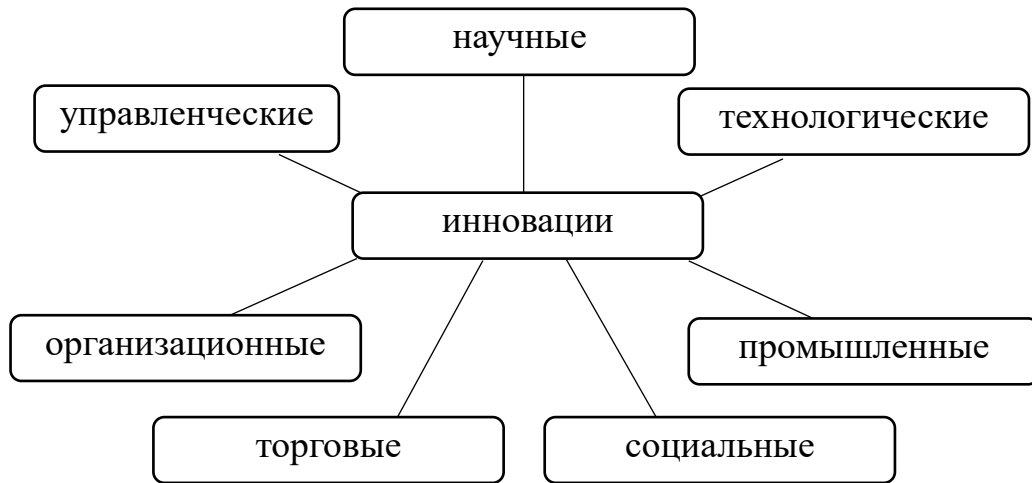 научные
управленческие
технологические
инновации
организационные
промышленные
торговые
социальные